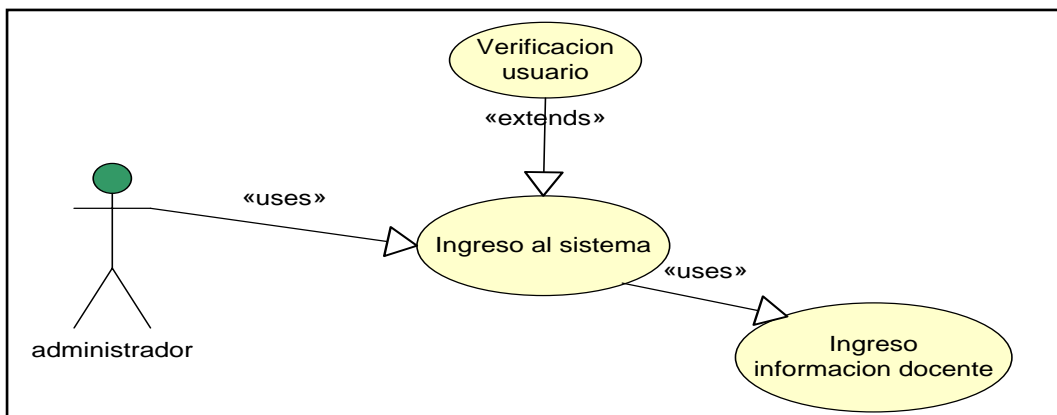 Verificacion
usuario
«extends»
«uses»
Ingreso al sistema
«uses»
Ingreso
informacion docente
administrador